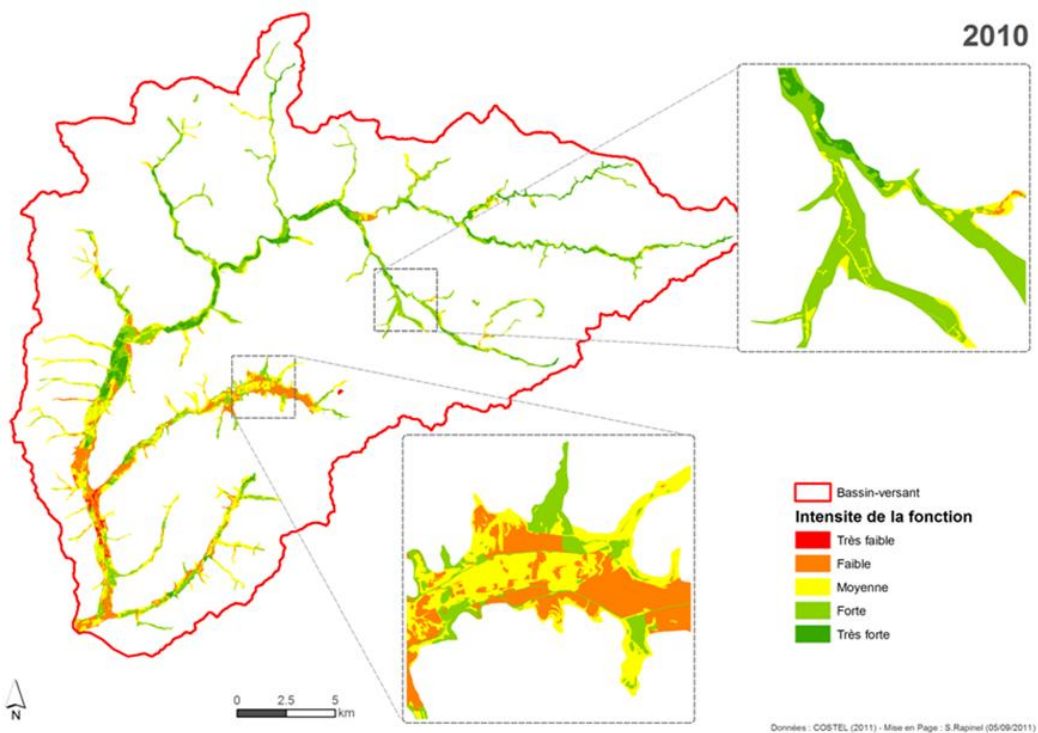 2010
Bassin-versant
Intensite de la fonction
Très faible
Faible
Moyenne
Forte
Très forte
N
0 2.5 5
km
Données : COSTEL (2011) - Mise en Page : S.Rapinel (05/09/2011)